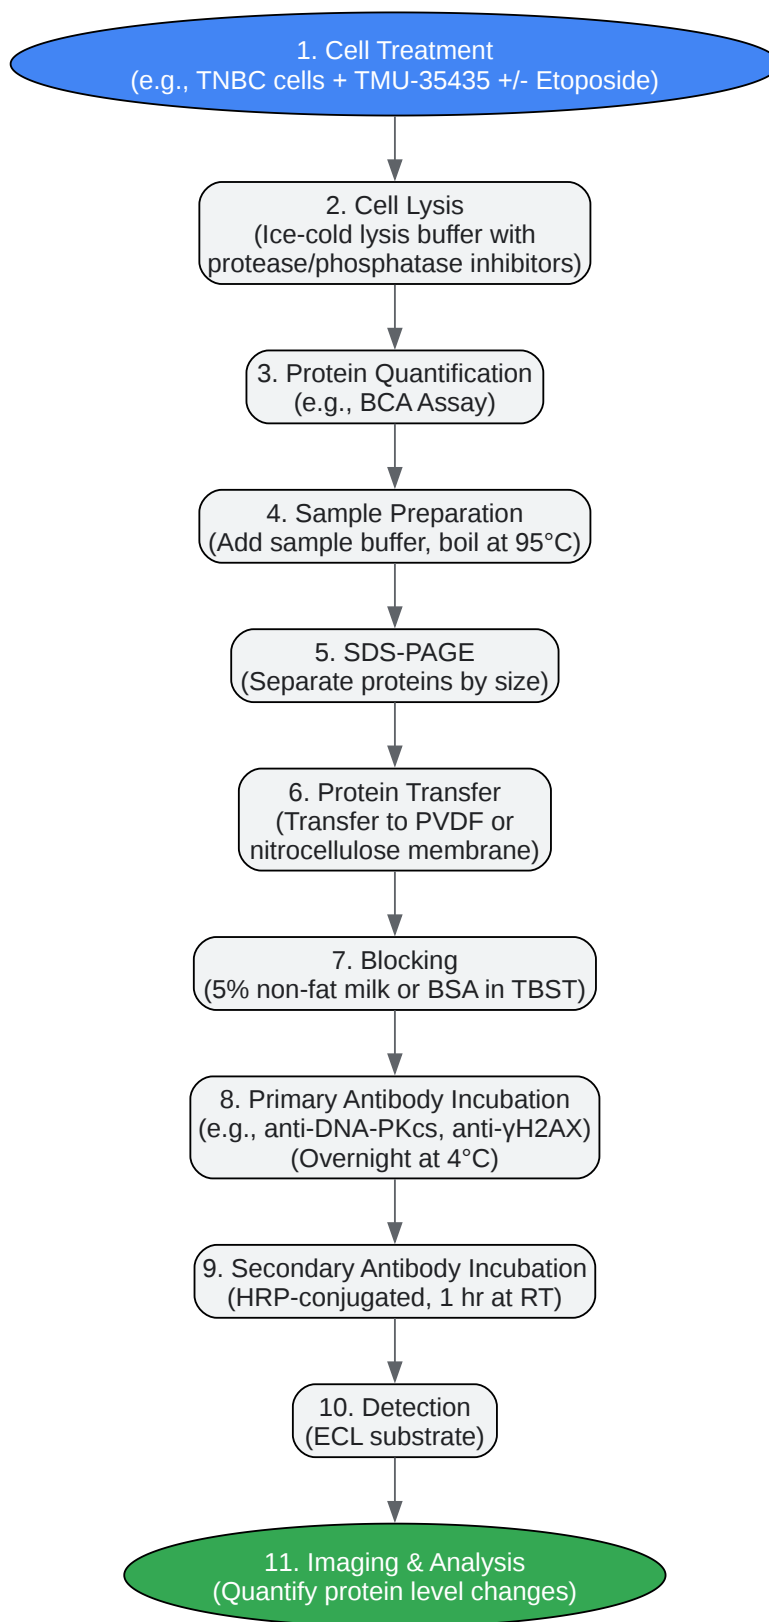 1. Cell Treatment
(e.g., TNBC cells + TMU-35435 +/- Etoposide)
2. Cell Lysis
(Ice-cold lysis buffer with
protease/phosphatase inhibitors)
3. Protein Quantification
(e.g., BCA Assay)
4. Sample Preparation
(Add sample buffer, boil at 95°C)
5. SDS-PAGE
(Separate proteins by size)
6. Protein Transfer
(Transfer to PVDF or
nitrocellulose membrane)
7. Blocking
(5% non-fat milk or BSA in TBST)
8. Primary Antibody Incubation
(e.g., anti-DNA-PKcs, anti-γH2AX)
(Overnight at 4°C)
9. Secondary Antibody Incubation
(HRP-conjugated, 1 hr at RT)
10. Detection
(ECL substrate)
11. Imaging & Analysis
(Quantify protein level changes)